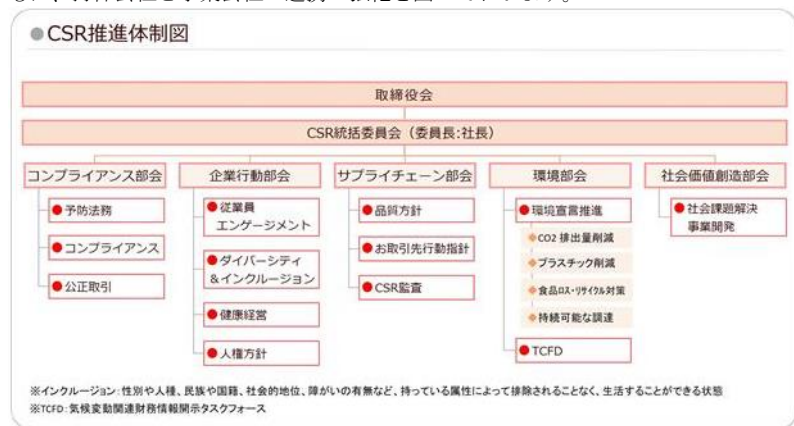 ●CSR推進体制図
取締役会
CSR統括委員会(委員長:社長)
コンプライアンス部会
●予防法務
●コンプライアンス
●公正取引
企業行動部会
●従業員
エンゲージメント
●ダイバーシティ
&インクルージョン
●健康経営
●人権方針
サプライチェーン部会
●品質方針
●お取引先行動指針
●CSR監査
環境部会
●環境宣言推進
◆CO2 排出量削減
◆プラスチック削減
◆食品ロス・リサイクル対策
◆持続可能な調達
●TCFD
社会価値創造部会
●社会課題解決
事業開発
※インクルージョン:性別や人種、民族や国籍、社会的地位、障がいの有無など、持っている属性によって排除されることなく、生活することができる状態
※TCFD:気候変動関連財務情報開示タスクフォース